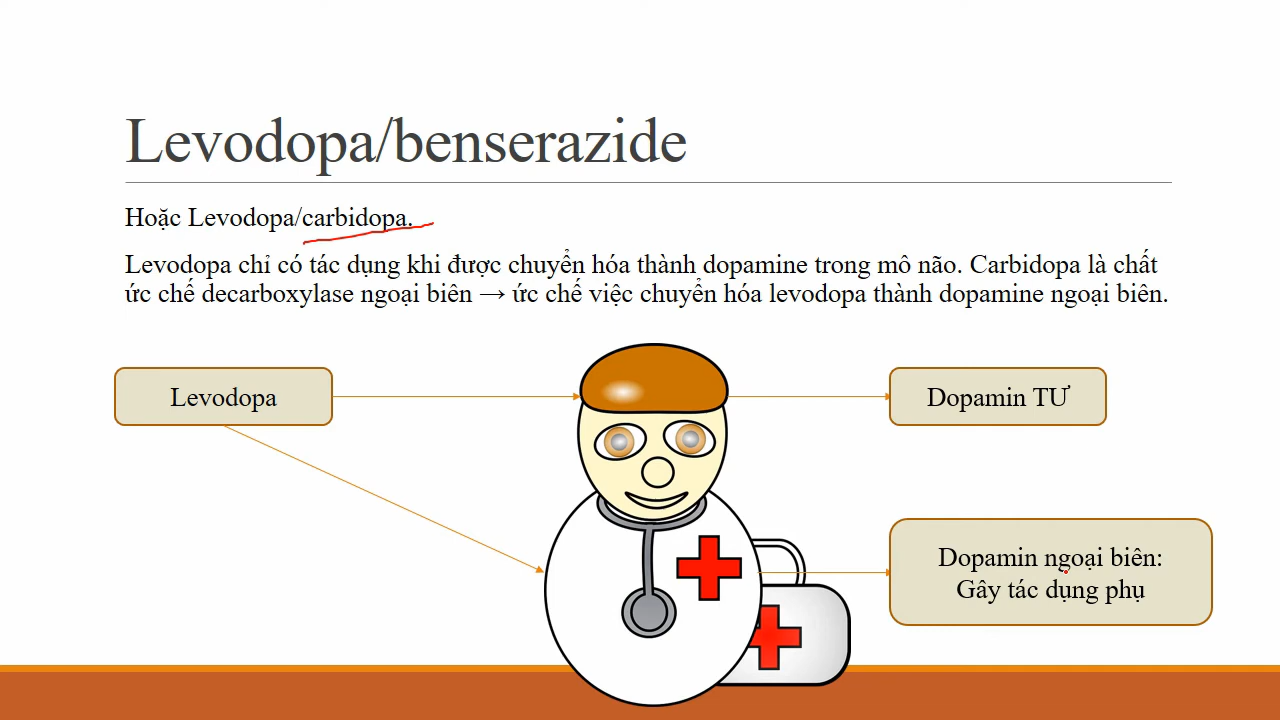 Levodopa/benserazide
Hoặc Levodopa/carbidopa.
Levodopa chỉ có tác dụng khi được chuyển hóa thành dopamine trong mô não. Carbidopa là chất
ức chế decarboxylase ngoại biên → ức chế việc chuyển hóa levodopa thành dopamine ngoại biên.
Levodopa
Dopamin TƯ
Dopamin ngoại biên:
Gây tác dụng phụ